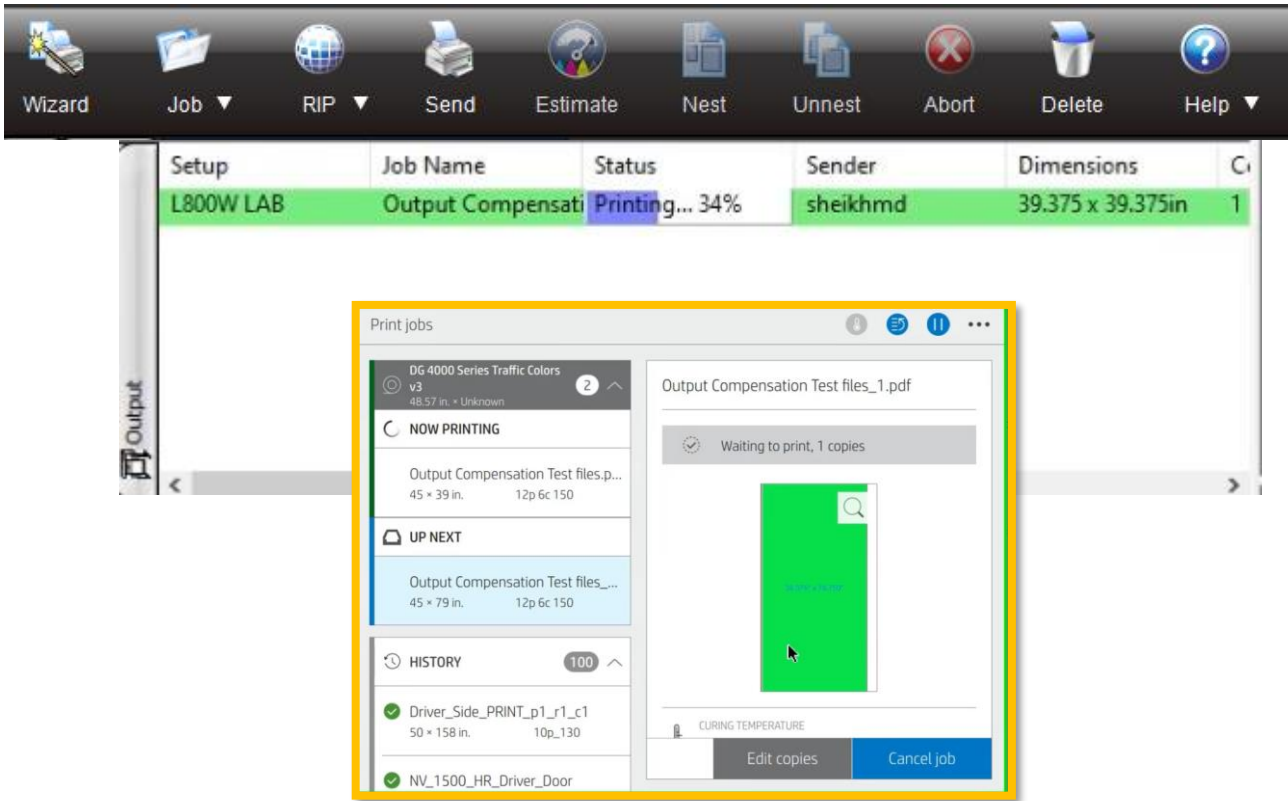 Wizard Job ▼ RIP ▼ Send Estimate Nest Unnest Abort Delete Help ▼
Setup Job Name Status Sender Dimensions
L800W LAB Output Compensati Printing... 34% sheikhmd 39.375 x 39.375in 1
Output
Print jobs
DG 4000 Series Traffic Colors
v3
2
48.57 in. × Unknown
NOW PRINTING
Output Compensation Test files.p...
45 × 39 in. 12p 6c 150
UP NEXT
Output Compensation Test files_...
45 × 79 in. 12p 6c 150
HISTORY 100
Driver_Side_PRINT_p1_r1_c1
50 × 158 in. 10p_130
NV_1500_HR_Driver_Door
Output Compensation Test files_1.pdf
Waiting to print, 1 copies
CURING TEMPERATURE
Edit copies Cancel job